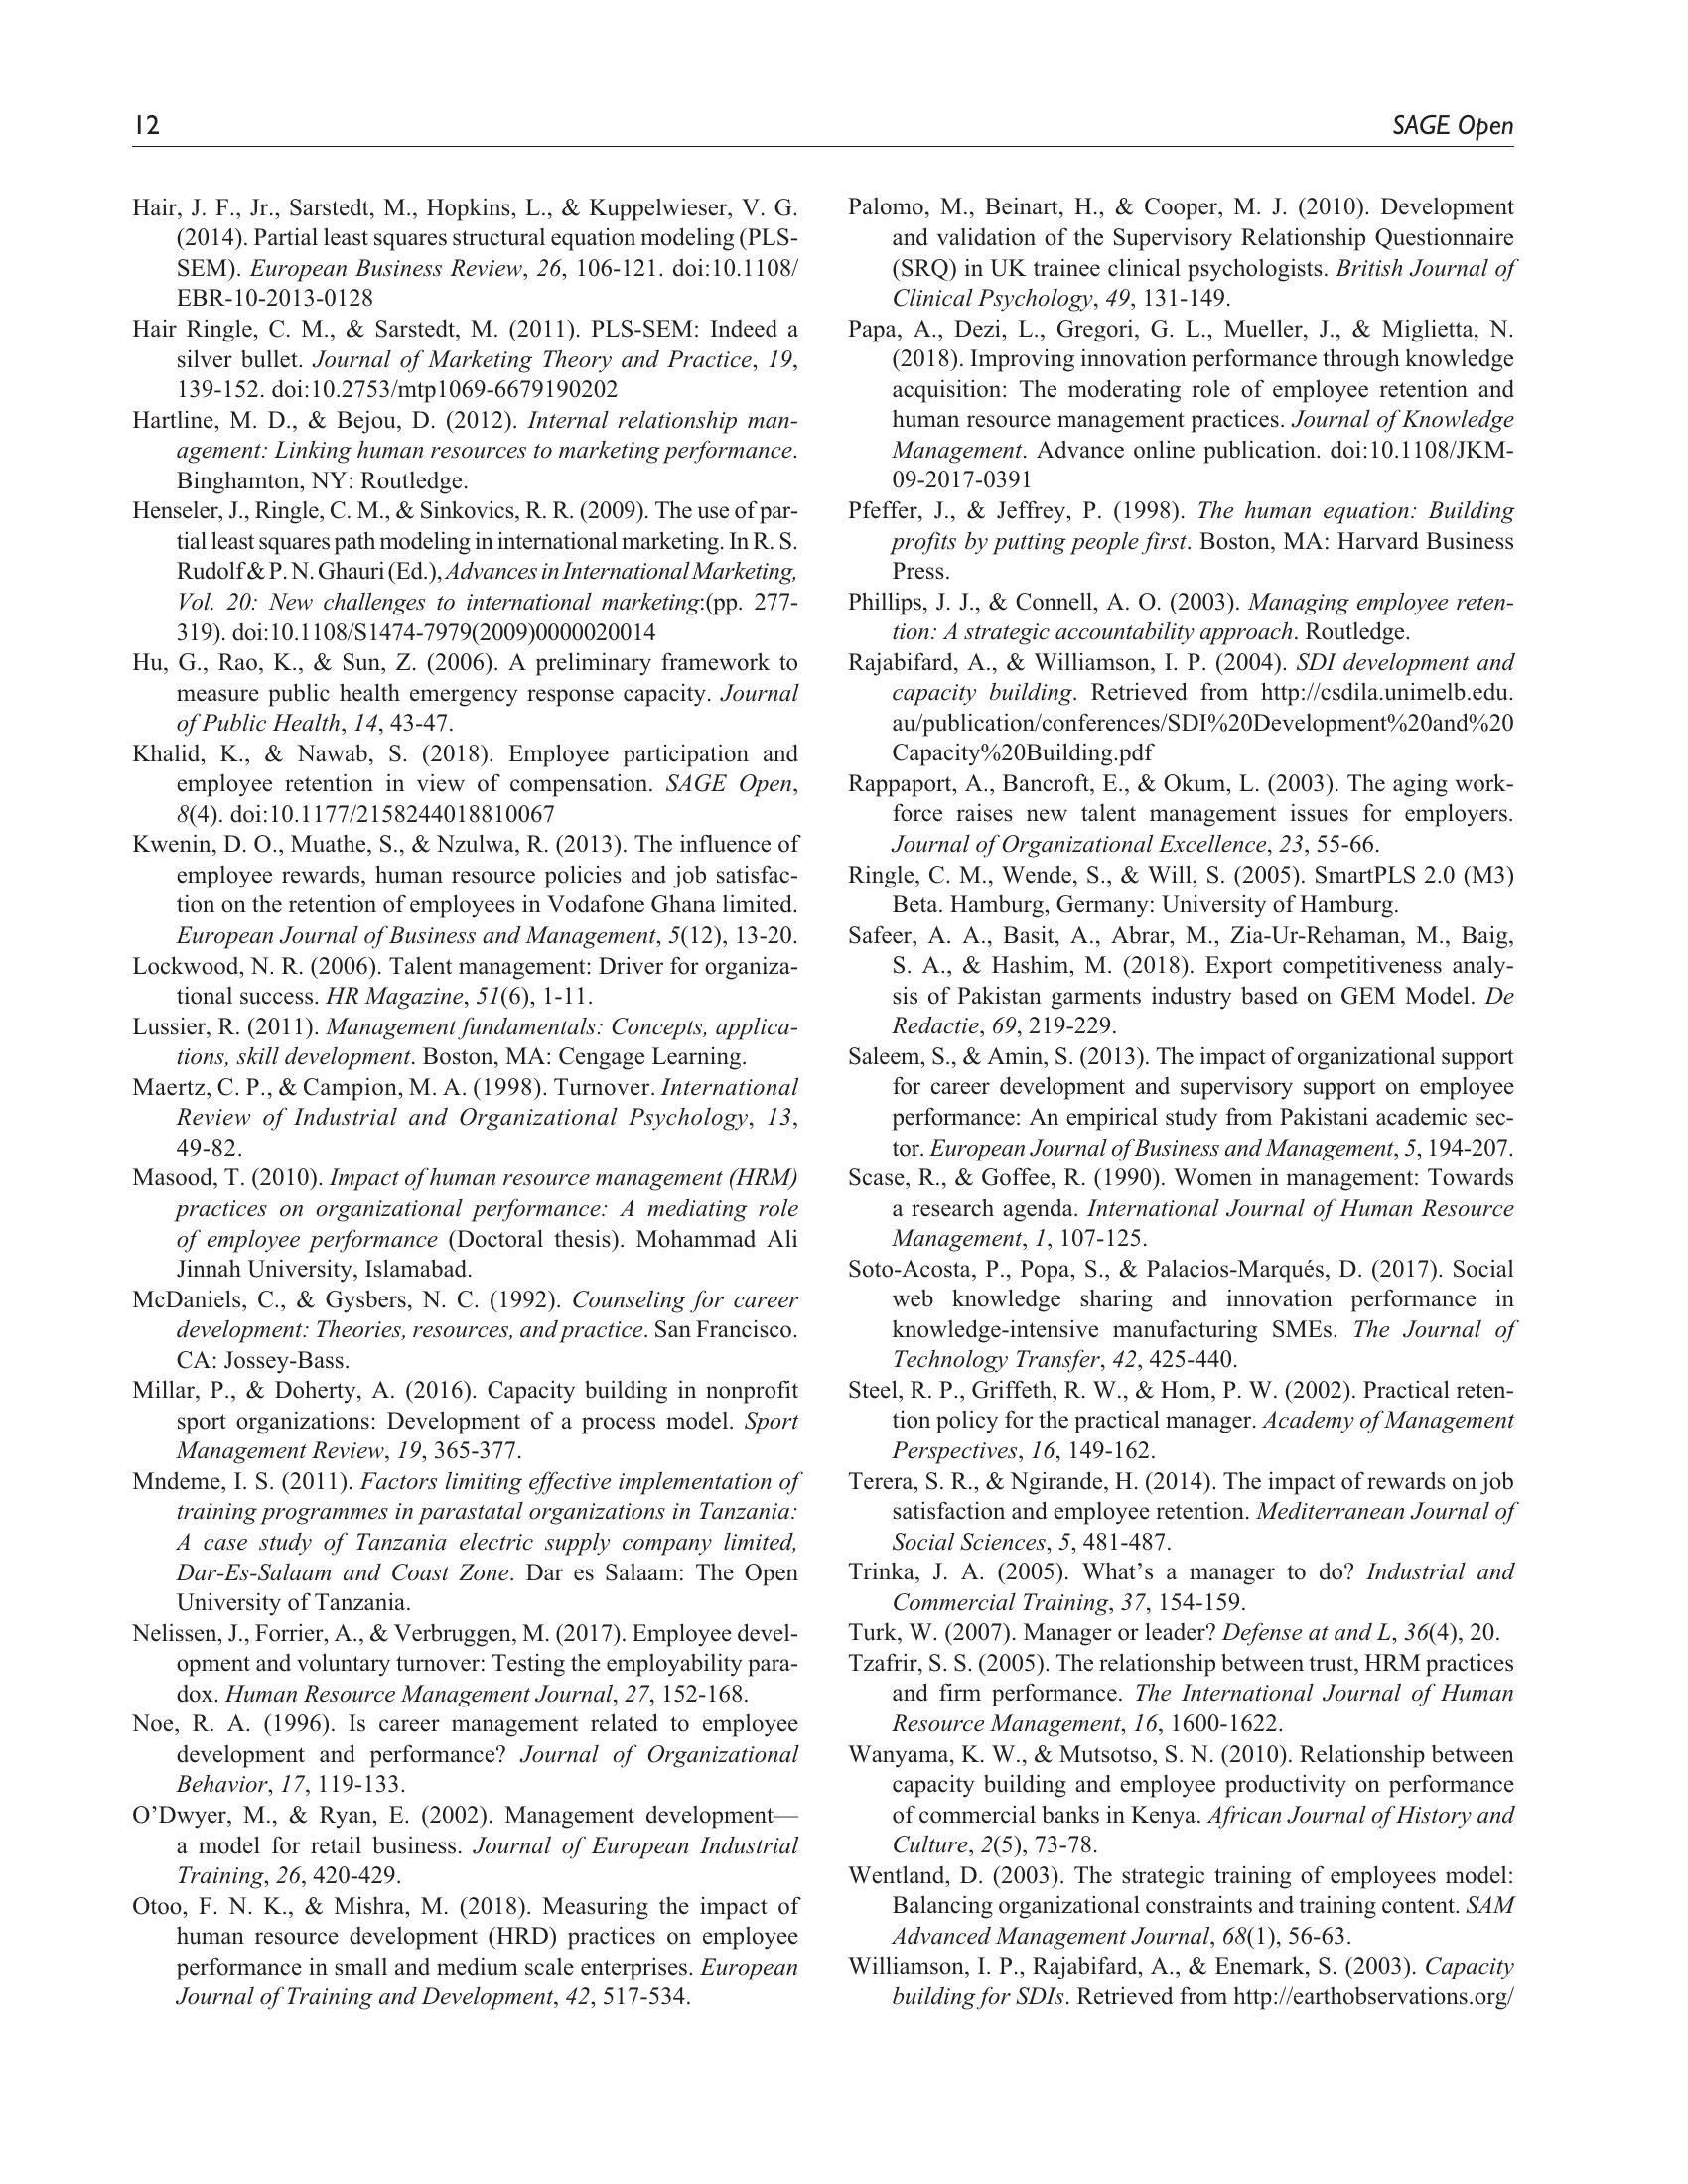 12
SAGE Open
Hair, J. F., Jr., Sarstedt, M., Hopkins, L., & Kuppelwieser, V. G.
(2014). Partial least squares structural equation modeling (PLS-
SEM). European Business Review, 26, 106-121. doi:10.1108/
EBR-10-2013-0128
Hair Ringle, C. M., & Sarstedt, M. (2011). PLS-SEM: Indeed a
silver bullet. Journal of Marketing Theory and Practice, 19,
139-152. doi:10.2753/mtp1069-6679190202
Hartline, M. D., & Bejou, D. (2012). Internal relationship man-
agement: Linking human resources to marketing performance.
Binghamton, NY: Routledge.
Henseler, J., Ringle, C. M., & Sinkovics, R. R. (2009). The use of par-
tial least squares path modeling in international marketing. In R. S.
Rudolf & P. N. Ghauri (Ed.), Advances in International Marketing,
Vol. 20: New challenges to international marketing:(pp. 277-
319). doi:10.1108/S1474-7979(2009)0000020014
Hu, G., Rao, K., & Sun, Z. (2006). A preliminary framework to
measure public health emergency response capacity. Journal
of Public Health, 14, 43-47.
Khalid, K., & Nawab, S. (2018). Employee participation and
employee retention in view of compensation. SAGE Open,
8(4). doi:10.1177/2158244018810067
Kwenin, D. O., Muathe, S., & Nzulwa, R. (2013). The influence of
employee rewards, human resource policies and job satisfac-
tion on the retention of employees in Vodafone Ghana limited.
European Journal of Business and Management, 5(12), 13-20.
Lockwood, N. R. (2006). Talent management: Driver for organiza-
tional success. HR Magazine, 51(6), 1-11.
Lussier, R. (2011). Management fundamentals: Concepts, applica-
tions, skill development. Boston, MA: Cengage Learning.
Maertz, C. P., & Campion, M. A. (1998). Turnover. International
Review of Industrial and Organizational Psychology, 13,
49-82.
Masood, T. (2010). Impact of human resource management (HRM)
practices on organizational performance: A mediating role
of employee performance (Doctoral thesis). Mohammad Ali
Jinnah University, Islamabad.
McDaniels, C., & Gysbers, N. C. (1992). Counseling for career
development: Theories, resources, and practice. San Francisco.
CA: Jossey-Bass.
Millar, P., & Doherty, A. (2016). Capacity building in nonprofit
sport organizations: Development of a process model. Sport
Management Review, 19, 365-377.
Mndeme, I. S. (2011). Factors limiting effective implementation of
training programmes in parastatal organizations in Tanzania:
A case study of Tanzania electric supply company limited,
Dar-Es-Salaam and Coast Zone. Dar es Salaam: The Open
University of Tanzania.
Nelissen, J., Forrier, A., & Verbruggen, M. (2017). Employee devel-
opment and voluntary turnover: Testing the employability para-
dox. Human Resource Management Journal, 27, 152-168.
Noe, R. A. (1996). Is career management related to employee
development and performance? Journal of Organizational
Behavior, 17, 119-133.
O’Dwyer, M., & Ryan, E. (2002). Management development—
a model for retail business. Journal of European Industrial
Training, 26, 420-429.
Otoo, F. N. K., & Mishra, M. (2018). Measuring the impact of
human resource development (HRD) practices on employee
performance in small and medium scale enterprises. European
Journal of Training and Development, 42, 517-534.
Palomo, M., Beinart, H., & Cooper, M. J. (2010). Development
and validation of the Supervisory Relationship Questionnaire
(SRQ) in UK trainee clinical psychologists. British Journal of
Clinical Psychology, 49, 131-149.
Papa, A., Dezi, L., Gregori, G. L., Mueller, J., & Miglietta, N.
(2018). Improving innovation performance through knowledge
acquisition: The moderating role of employee retention and
human resource management practices. Journal of Knowledge
Management. Advance online publication. doi:10.1108/JKM-
09-2017-0391
Pfeffer, J., & Jeffrey, P. (1998). The human equation: Building
profits by putting people first. Boston, MA: Harvard Business
Press.
Phillips, J. J., & Connell, A. O. (2003). Managing employee reten-
tion: A strategic accountability approach. Routledge.
Rajabifard, A., & Williamson, I. P. (2004). SDI development and
capacity building. Retrieved from http://csdila.unimelb.edu.
au/publication/conferences/SDI%20Development%20and%20
Capacity%20Building.pdf
Rappaport, A., Bancroft, E., & Okum, L. (2003). The aging work-
force raises new talent management issues for employers.
Journal of Organizational Excellence, 23, 55-66.
Ringle, C. M., Wende, S., & Will, S. (2005). SmartPLS 2.0 (M3)
Beta. Hamburg, Germany: University of Hamburg.
Safeer, A. A., Basit, A., Abrar, M., Zia-Ur-Rehaman, M., Baig,
S. A., & Hashim, M. (2018). Export competitiveness analy-
sis of Pakistan garments industry based on GEM Model. De
Redactie, 69, 219-229.
Saleem, S., & Amin, S. (2013). The impact of organizational support
for career development and supervisory support on employee
performance: An empirical study from Pakistani academic sec-
tor. European Journal of Business and Management, 5, 194-207.
Scase, R., & Goffee, R. (1990). Women in management: Towards
a research agenda. International Journal of Human Resource
Management, 1, 107-125.
Soto-Acosta, P., Popa, S., & Palacios-Marqués, D. (2017). Social
web knowledge sharing and innovation performance in
knowledge-intensive manufacturing SMEs. The Journal of
Technology Transfer, 42, 425-440.
Steel, R. P., Griffeth, R. W., & Hom, P. W. (2002). Practical reten-
tion policy for the practical manager. Academy of Management
Perspectives, 16, 149-162.
Terera, S. R., & Ngirande, H. (2014). The impact of rewards on job
satisfaction and employee retention. Mediterranean Journal of
Social Sciences, 5, 481-487.
Trinka, J. A. (2005). What’s a manager to do? Industrial and
Commercial Training, 37, 154-159.
Turk, W. (2007). Manager or leader? Defense at and L, 36(4), 20.
Tzafrir, S. S. (2005). The relationship between trust, HRM practices
and firm performance. The International Journal of Human
Resource Management, 16, 1600-1622.
Wanyama, K. W., & Mutsotso, S. N. (2010). Relationship between
capacity building and employee productivity on performance
of commercial banks in Kenya. African Journal of History and
Culture, 2(5), 73-78.
Wentland, D. (2003). The strategic training of employees model:
Balancing organizational constraints and training content. SAM
Advanced Management Journal, 68(1), 56-63.
Williamson, I. P., Rajabifard, A., & Enemark, S. (2003). Capacity
building for SDIs. Retrieved from http://earthobservations.org/